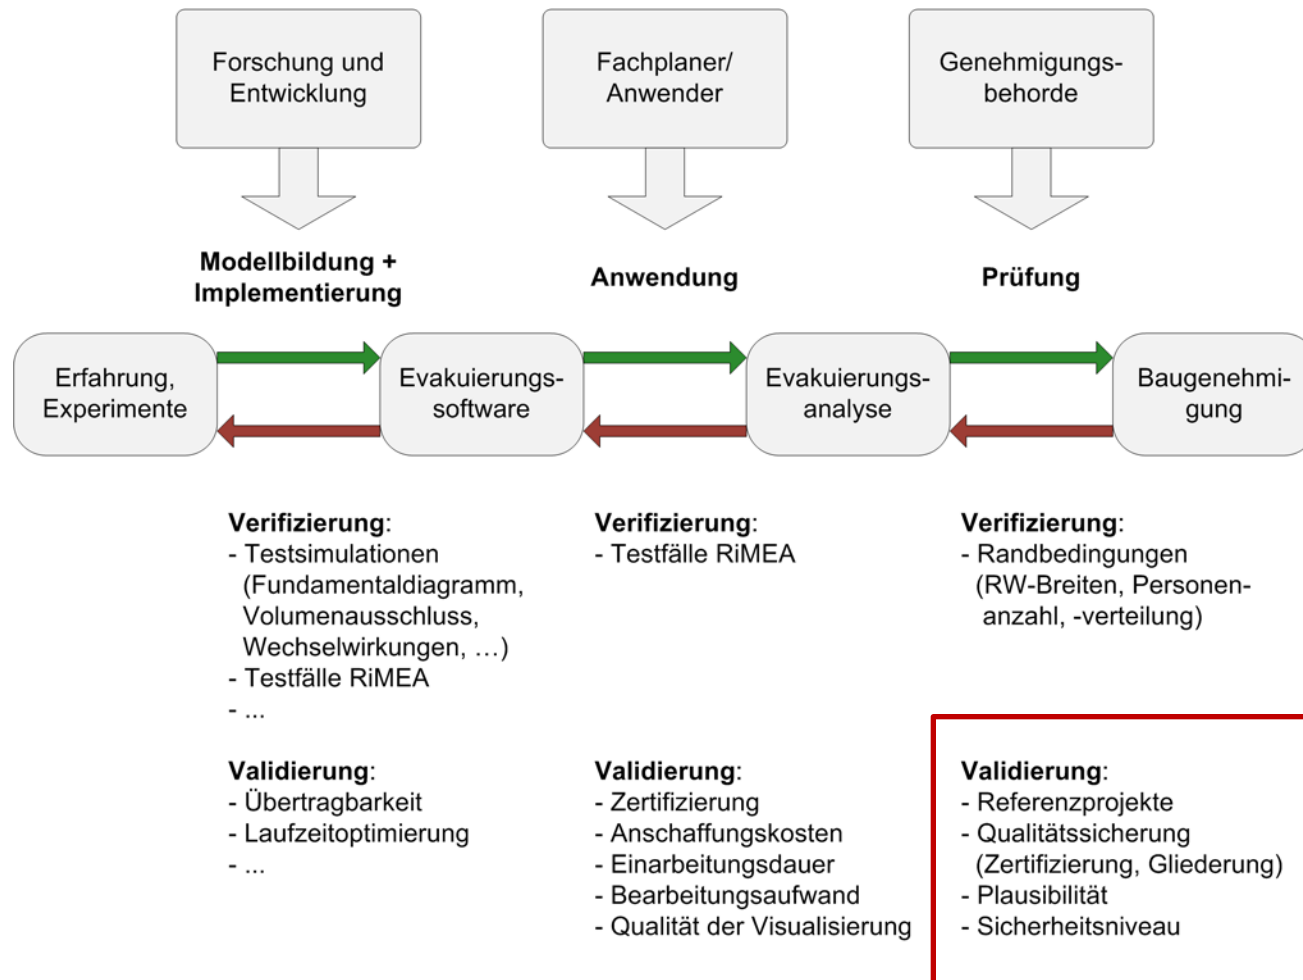 Forschung und
Entwicklung
Fachplaner/
Anwender
Genehmigungs-
behorde
Modellbildung +
Implementierung
Anwendung
Prüfung
Erfahrung,
Experimente
Evakuierungs-
software
Evakuierungs-
analyse
Baugenehmi-
gung
Verifizierung:
- Testsimulationen
(Fundamentaldiagramm,
Volumenausschluss,
Wechselwirkungen, …)
- Testfälle RiMEA
- ...
Verifizierung:
- Testfälle RiMEA
Verifizierung:
- Randbedingungen
(RW-Breiten, Personen-
anzahl, -verteilung)
Validierung:
- Übertragbarkeit
- Laufzeitoptimierung
- ...
Validierung:
- Zertifizierung
- Anschaffungskosten
- Einarbeitungsdauer
- Bearbeitungsaufwand
- Qualität der Visualisierung
Validierung:
- Referenzprojekte
- Qualitätssicherung
(Zertifizierung, Gliederung)
- Plausibilität
- Sicherheitsniveau